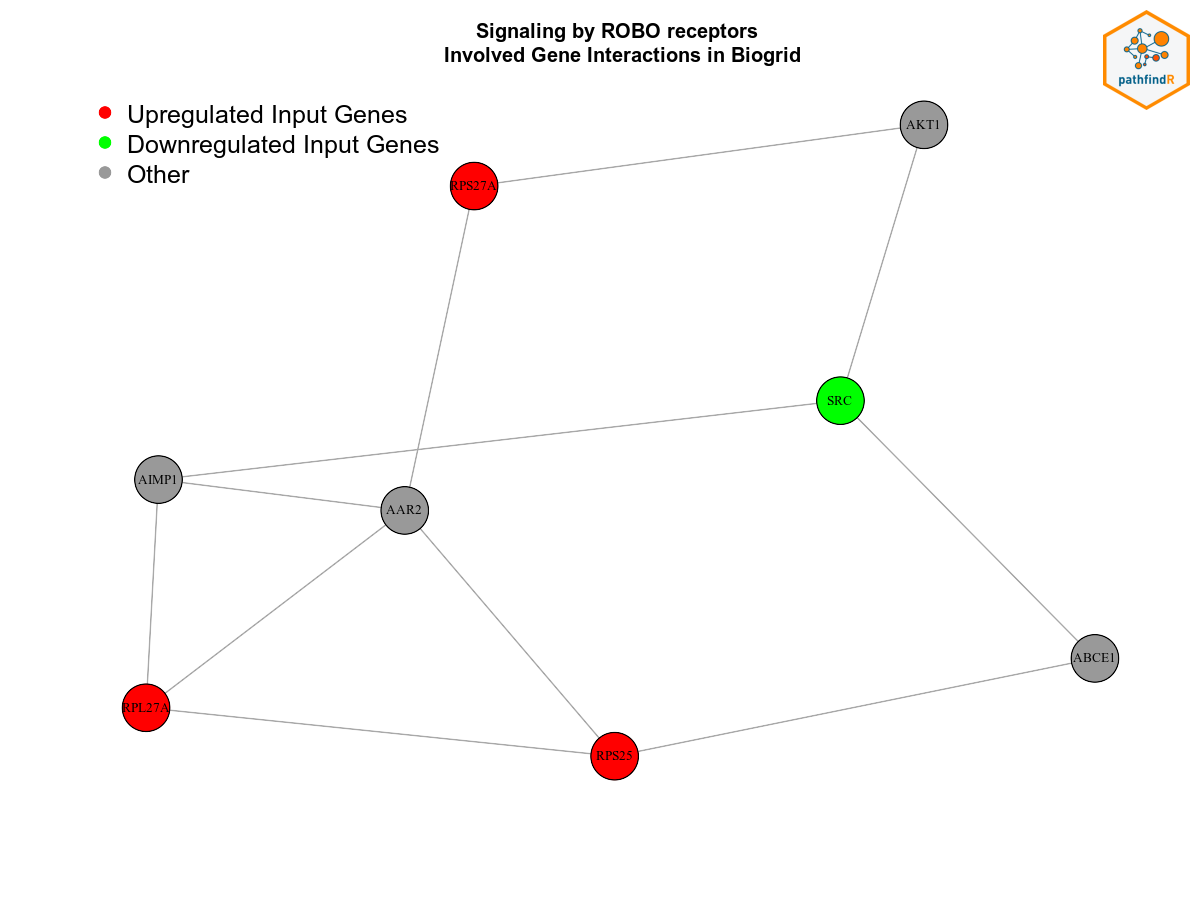 Signaling by ROBO receptors
Involved Gene Interactions in Biogrid
pathfindR
Upregulated Input Genes
Downregulated Input Genes
Other
AKT1
RPS27A
SRC
AIMP1
AAR2
ABCE1
RPL27A
RPS25